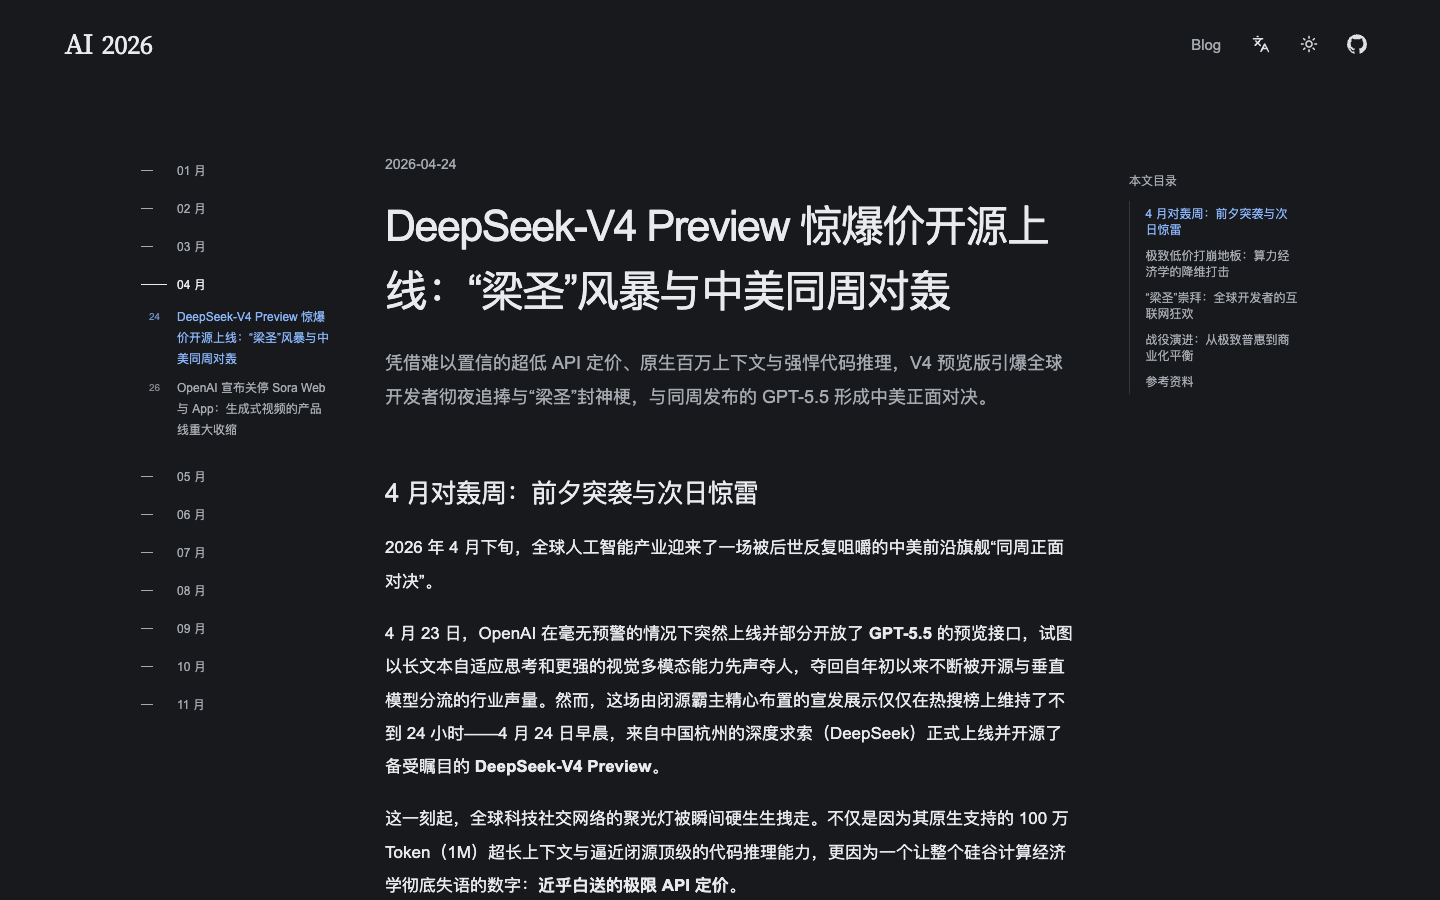 AI 2026
Blog
01 月
02 月
03 月
04 月
24
DeepSeek-V4 Preview 惊爆
价开源上线：“梁圣”风暴与中
美同周对轰
26
OpenAI 宣布关停 Sora Web
与 App：生成式视频的产品
线重大收缩
05 月
06 月
07 月
08 月
09 月
10 月
11 月
2026-04-24
DeepSeek-V4 Preview 惊爆价开源上
线：“梁圣”风暴与中美同周对轰
凭借难以置信的超低 API 定价、原生百万上下文与强悍代码推理，V4 预览版引爆全球
开发者彻夜追捧与“梁圣”封神梗，与同周发布的 GPT-5.5 形成中美正面对决。
4 月对轰周：前夕突袭与次日惊雷
2026 年 4 月下旬，全球人工智能产业迎来了一场被后世反复咀嚼的中美前沿旗舰“同周正面
对决”。
4 月 23 日，OpenAI 在毫无预警的情况下突然上线并部分开放了 GPT-5.5 的预览接口，试图
以长文本自适应思考和更强的视觉多模态能力先声夺人，夺回自年初以来不断被开源与垂直
模型分流的行业声量。然而，这场由闭源霸主精心布置的宣发展示仅仅在热搜榜上维持了不
到 24 小时——4 月 24 日早晨，来自中国杭州的深度求索（DeepSeek）正式上线并开源了
备受瞩目的 DeepSeek-V4 Preview。
这一刻起，全球科技社交网络的聚光灯被瞬间硬生生拽走。不仅是因为其原生支持的 100 万
Token（1M）超长上下文与逼近闭源顶级的代码推理能力，更因为一个让整个硅谷计算经济
学彻底失语的数字：近乎白送的极限 API 定价。
本文目录
4 月对轰周：前夕突袭与次
日惊雷
极致低价打崩地板：算力经
济学的降维打击
“梁圣”崇拜：全球开发者的互
联网狂欢
战役演进：从极致普惠到商
业化平衡
参考资料